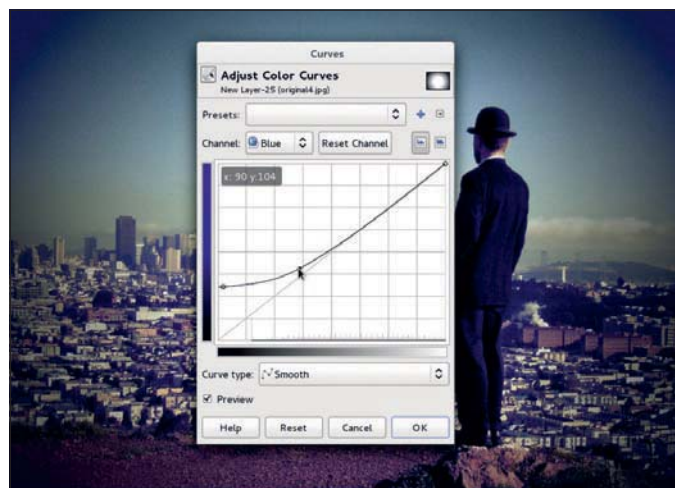 Curves
Adjust Color Curves
New Layer-25 (original4.jpg)
Presets:
Channel: Blue Reset Channel
x: 90 y:104
Curve type: Smooth
Preview
Help Reset Cancel OK